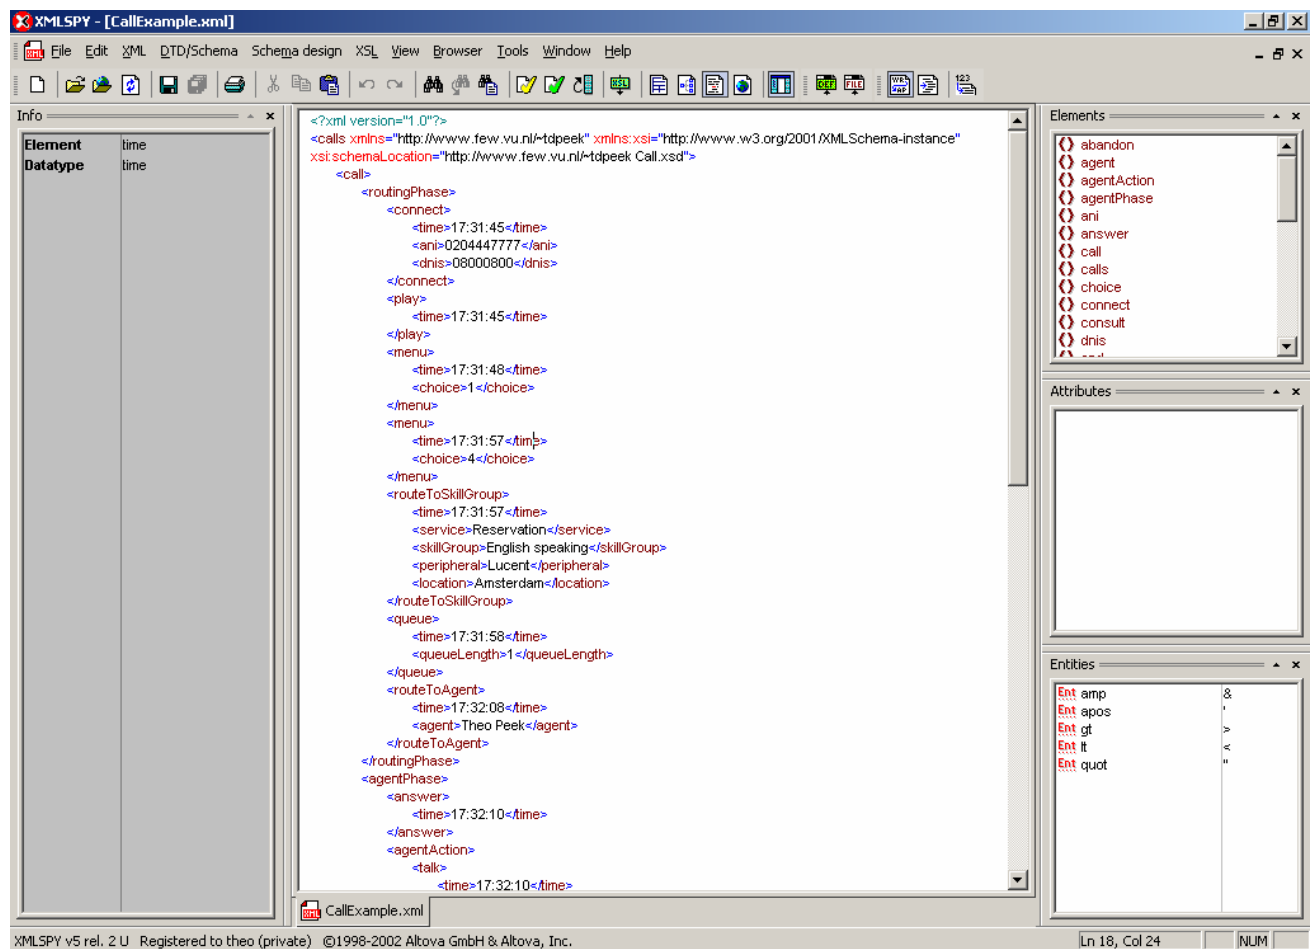 XMLSPY - [CallExample.xml]
File Edit XML DTD/Schema Schema design XSL View Browser Tools Window Help
Info
Element time
Datatype time
<?xml version="1.0"?>
<calls xmlns="http://www.few.vu.nl/~tdpeek" xmlns:xsi="http://www.w3.org/2001/XMLSchema-instance"
xsi:schemaLocation="http://www.few.vu.nl/~tdpeek Call.xsd">
<call>
<routingPhase>
<connect>
<time>17:31:45</time>
<ani>0204447777</ani>
<dnis>08000800</dnis>
</connect>
<play>
<time>17:31:45</time>
</play>
<menu>
<time>17:31:48</time>
<choice>1</choice>
</menu>
<menu>
<time>17:31:57</time>
<choice>4</choice>
</menu>
<routeToSkillGroup>
<time>17:31:57</time>
<service>Reservation</service>
<skillGroup>English speaking</skillGroup>
<peripheral>Lucent</peripheral>
<location>Amsterdam</location>
</routeToSkillGroup>
<queue>
<time>17:31:58</time>
<queueLength>1</queueLength>
</queue>
<routeToAgent>
<time>17:32:08</time>
<agent>Theo Peek</agent>
</routeToAgent>
</routingPhase>
<agentPhase>
<answer>
<time>17:32:10</time>
</answer>
<agentAction>
<talk>
<time>17:32:10</time>
CallExample.xml
Elements
abandon
agent
agentAction
agentPhase
ani
answer
call
calls
choice
connect
consult
dnis
Attributes
Entities
Ent amp &
Ent apos '
Ent gt >
Ent lt <
Ent quot "
XMLSPY v5 rel. 2 U Registered to theo (private) ©1998-2002 Altova GmbH & Altova, Inc.
Ln 18, Col 24 NUM